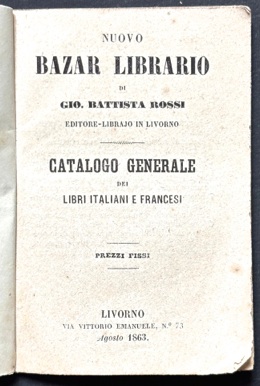 NUOVO
BAZAR LIBRARIO
DI
GIO. BATTISTA ROSSI
EDITORE-LIBRAJO IN LIVORNO
CATALOGO GENERALE
DEI
LIBRI ITALIANI E FRANCESI
PREZZI FISSI
LIVORNO
VIA VITTORIO EMANUELE, N.º 73
Agosto 1863.